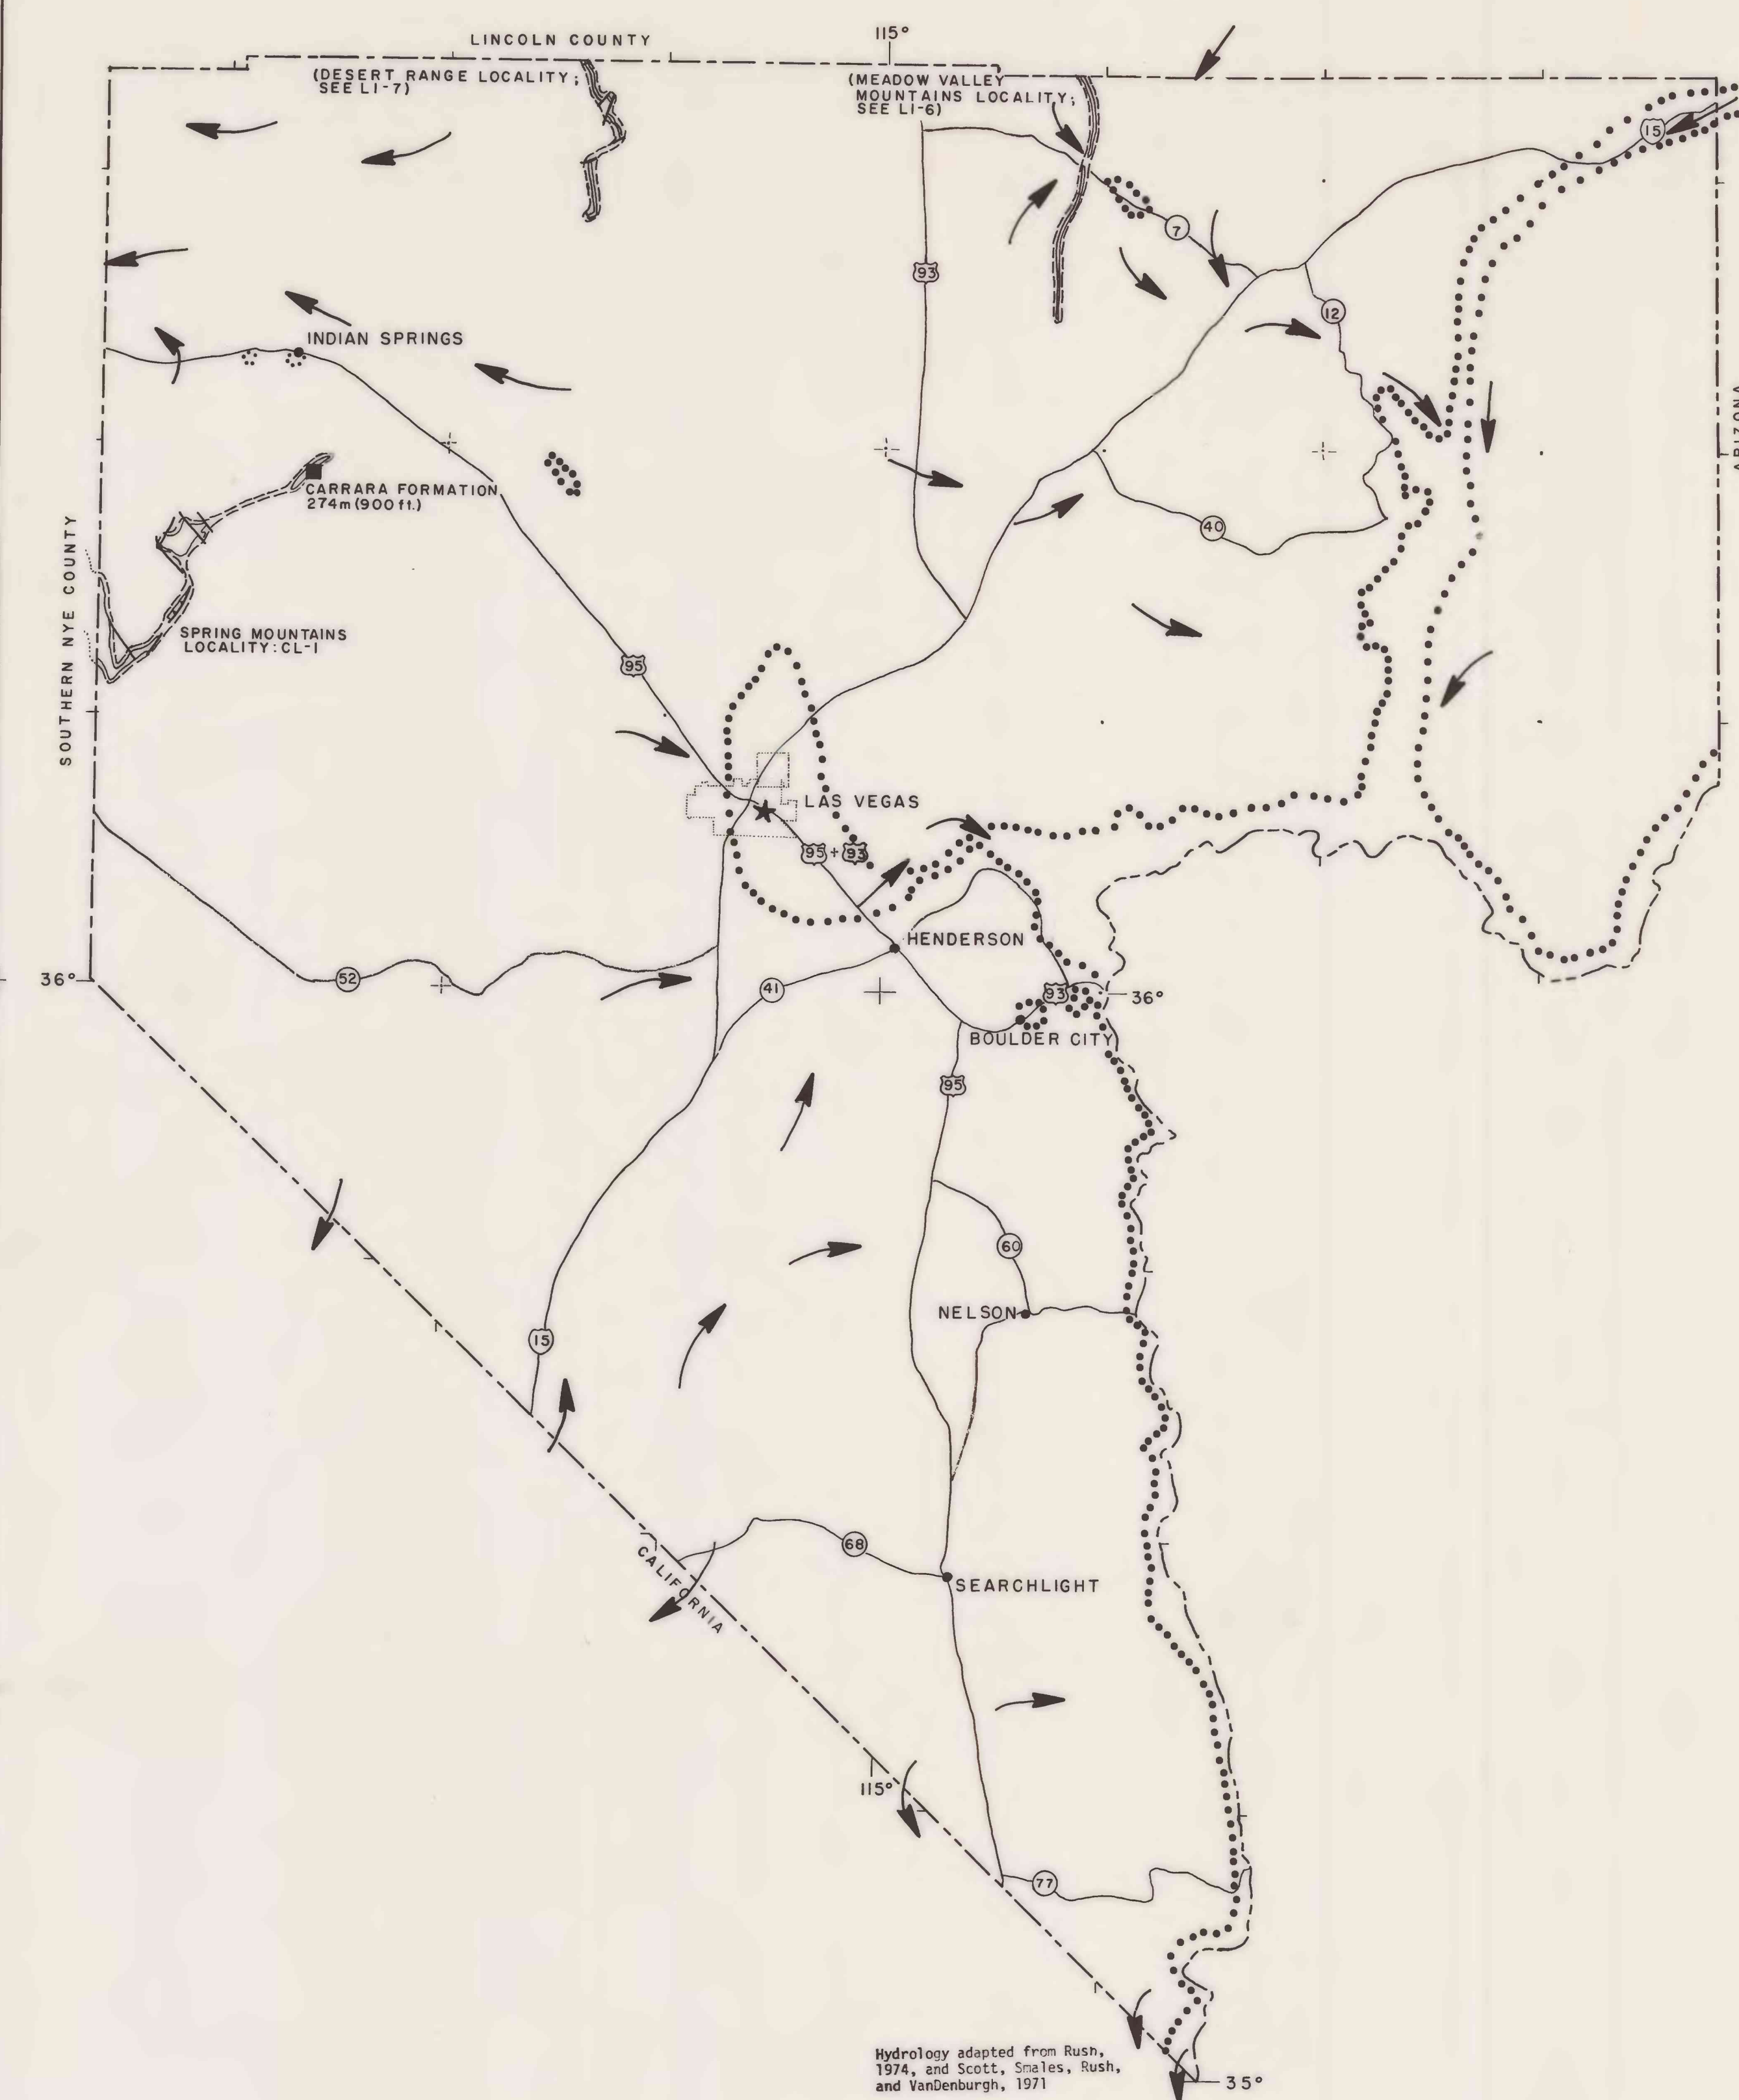 LINCOLN COUNTY
115°
(DESERT RANGE LOCALITY;
SEE LI-7)
(MEADOW VALLEY
MOUNTAINS LOCALITY;
SEE LI-6)
15
7
93
12
INDIAN SPRINGS
ARIZONA
CARRARA FORMATION
274m (900 ft.)
40
SOUTHERN NYE COUNTY
SPRING MOUNTAINS
LOCALITY: CL-1
95
LAS VEGAS
95 + 93
HENDERSON
36°
52
41
93
36°
BOULDER CITY
95
60
NELSON
15
68
CALIFORNIA
SEARCHLIGHT
115°
77
Hydrology adapted from Rush,
1974, and Scott, Smales, Rush,
and VanDenburgh, 1971
35°